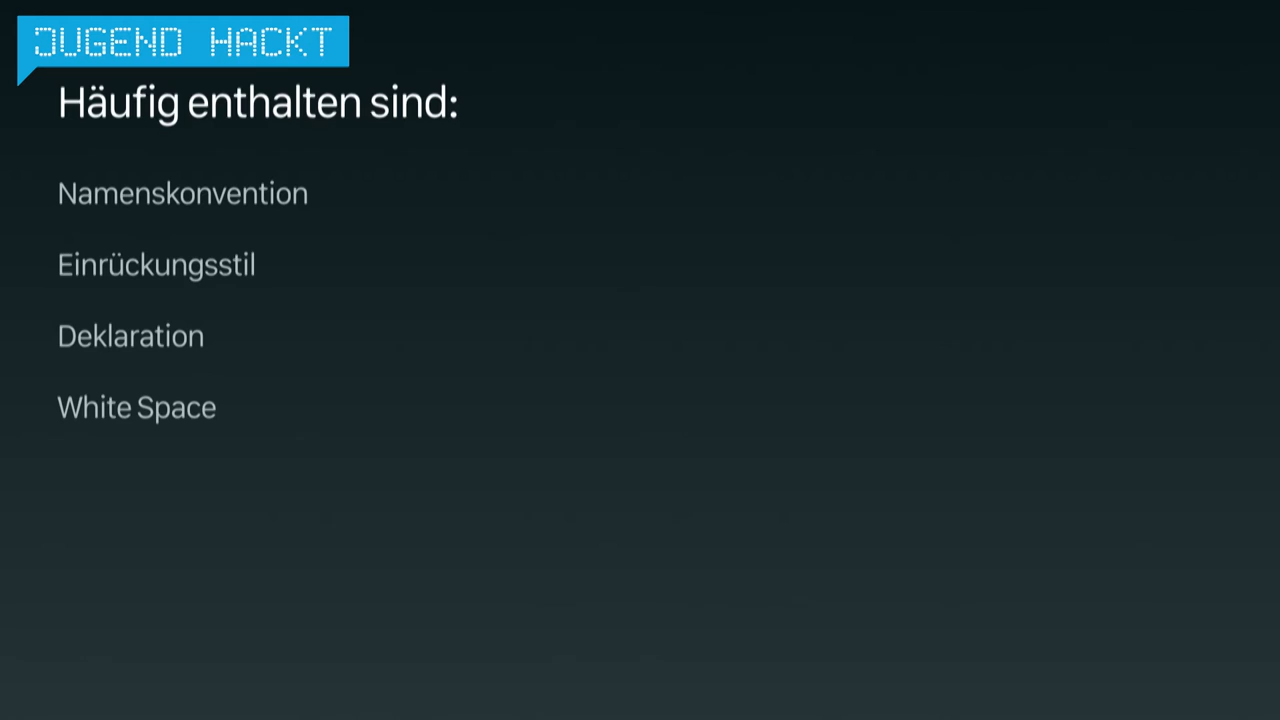 JUGEND HACKT
Häufig enthalten sind:
Namenskonvention
Einrückungsstil
Deklaration
White Space